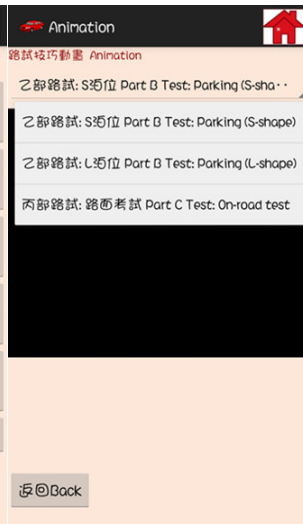 Animation
路試技巧動畫 Animation
乙部路試: S泊位 Part B Test: Parking (S-sha··
乙部路試: S泊位 Part B Test: Parking (S-shape)
乙部路試: L泊位 Part B Test: Parking (L-shape)
丙部路試: 路面考試 Part C Test: On-road test
返回Back